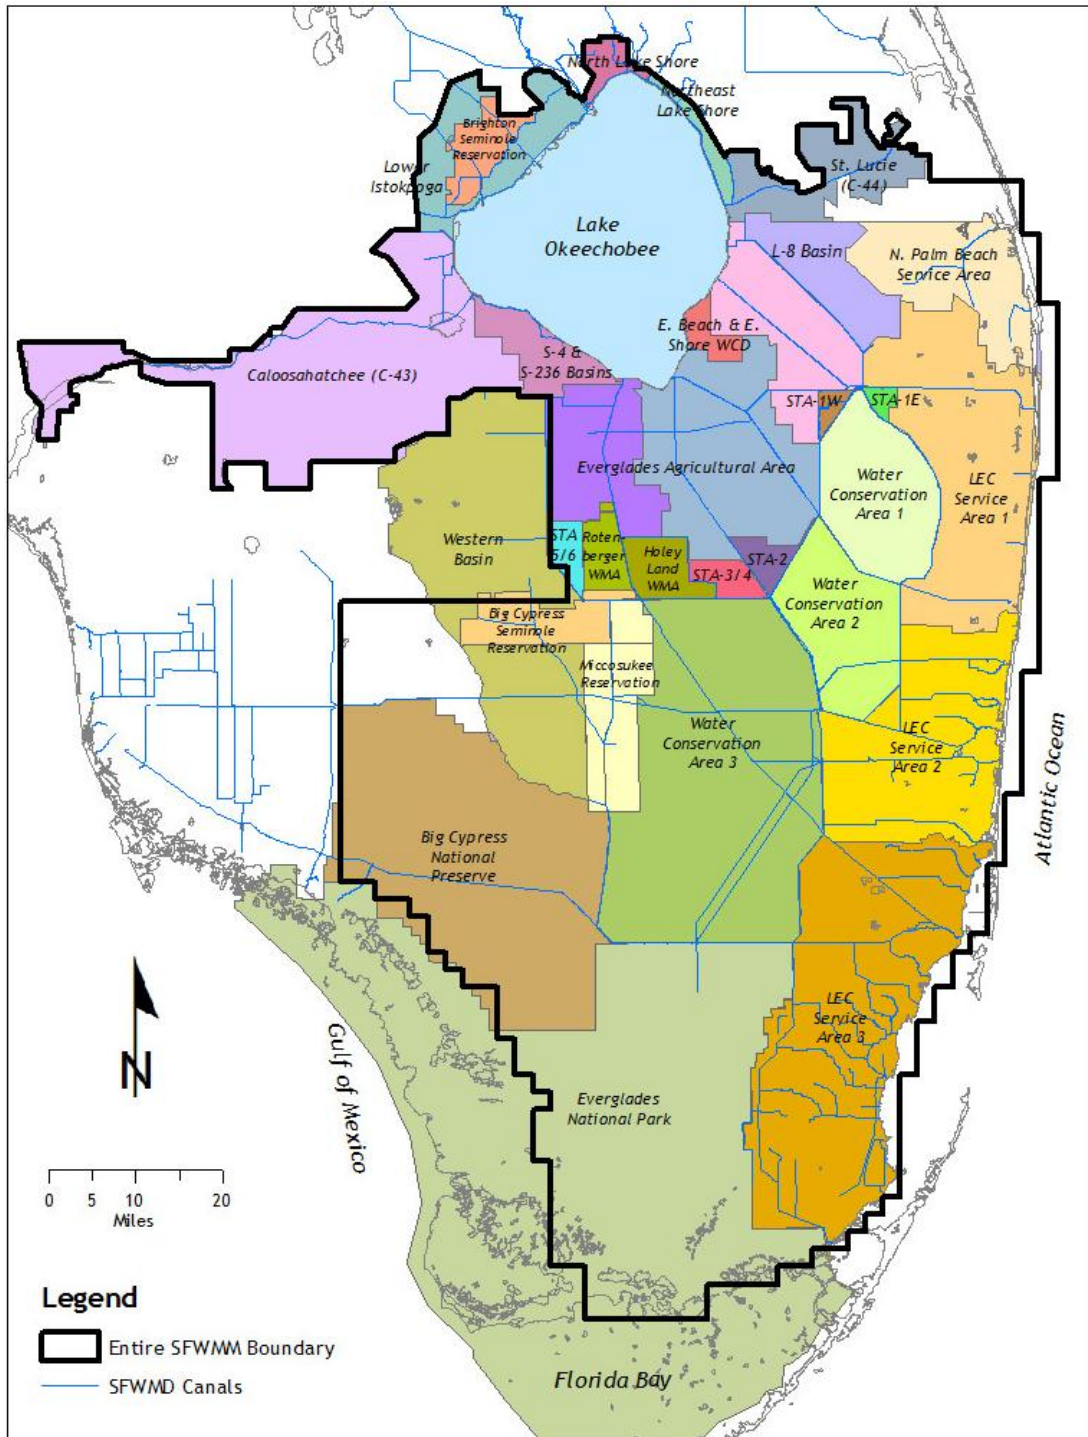 North Lake Shore
Northeast
Lake Shore
Brighton
Seminole
Reservation
Lower
Istokpoga
St. Lucie
(C-44)
Lake
Okeechobee
L-8 Basin
N. Palm Beach
Service Area
E. Beach & E.
Shore WCD
S-4 &
S-236 Basins
Caloosahatchee (C-43)
STA-1W
STA-1E
Everglades Agricultural Area
Water
Conservation
Area 1
LEC
Service
Area 1
Western
Basin
STA
5/6
Roten-
berger
WMA
Holey
Land
WMA
STA-3/4
STA-2
Water
Conservation
Area 2
Big Cypress
Seminole
Reservation
Miccosukee
Reservation
Water
Conservation
Area 3
LEC
Service
Area 2
Atlantic Ocean
Big Cypress
National
Preserve
LEC
Service
Area 3
Gulf of Mexico
N
Everglades
National Park
0 5 10 20
Miles
Legend
Entire SFWMM Boundary
SFWMD Canals
Florida Bay